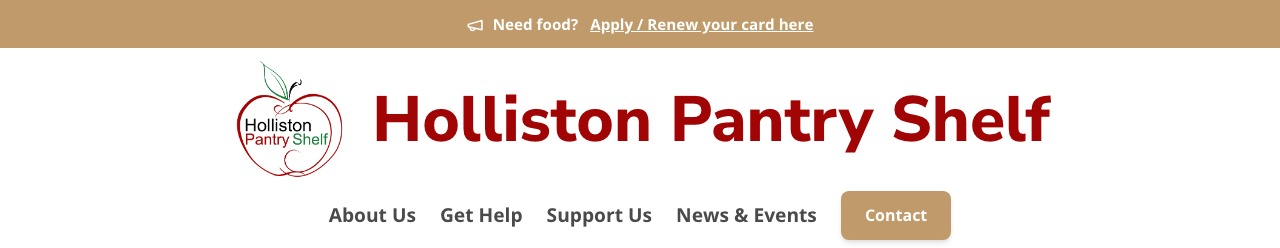 Need food? Apply / Renew your card here
Holliston
Pantry Shelf
Holliston Pantry Shelf
About Us Get Help Support Us News & Events Contact